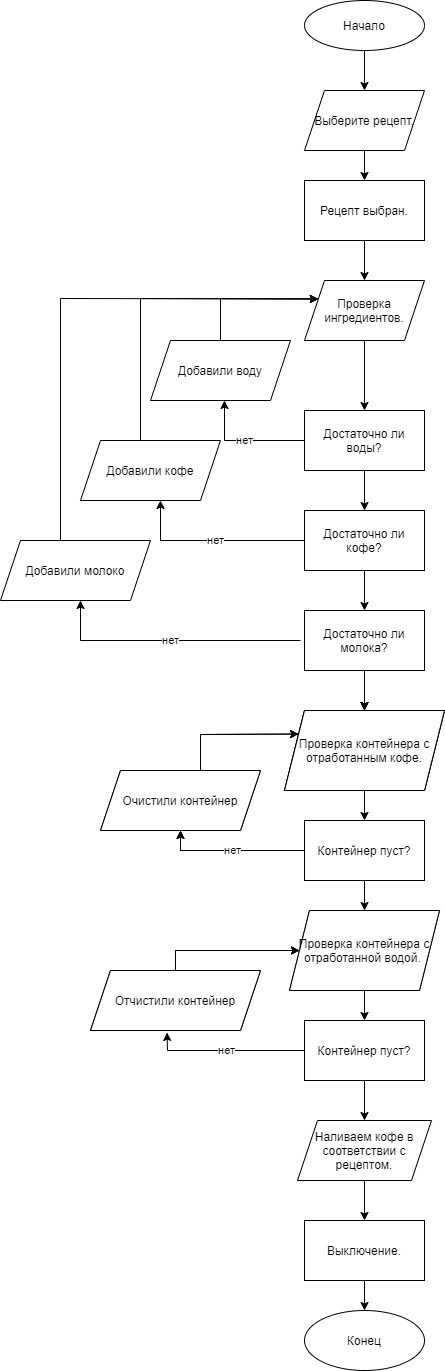 Начало
Выберите рецепт.
Рецепт выбран.
Проверка
ингредиентов.
Добавили воду
нет
Достаточно ли
воды?
Добавили кофе
нет
Достаточно ли
кофе?
Добавили молоко
нет
Достаточно ли
молока?
Проверка контейнера с
отработанным кофе.
Очистили контейнер
нет
Контейнер пуст?
Проверка контейнера с
отработанной водой.
Отчистили контейнер
нет
Контейнер пуст?
Наливаем кофе в
соответствии с
рецептом.
Выключение.
Конец